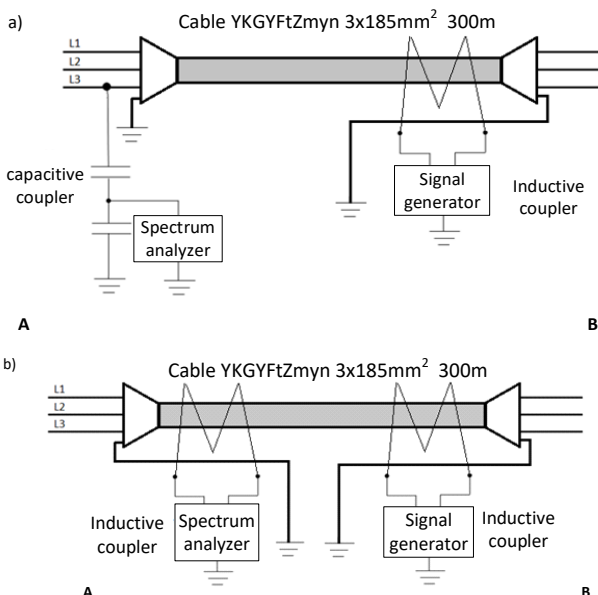 a)
Cable YKGYFtZmyn 3x185mm² 300m
L1
L2
L3
capacitive
coupler
Spectrum
analyzer
Signal
generator
Inductive
coupler
A
B
b)
Cable YKGYFtZmyn 3x185mm² 300m
L1
L2
L3
Inductive
coupler
Spectrum
analyzer
Signal
generator
Inductive
coupler
A
B